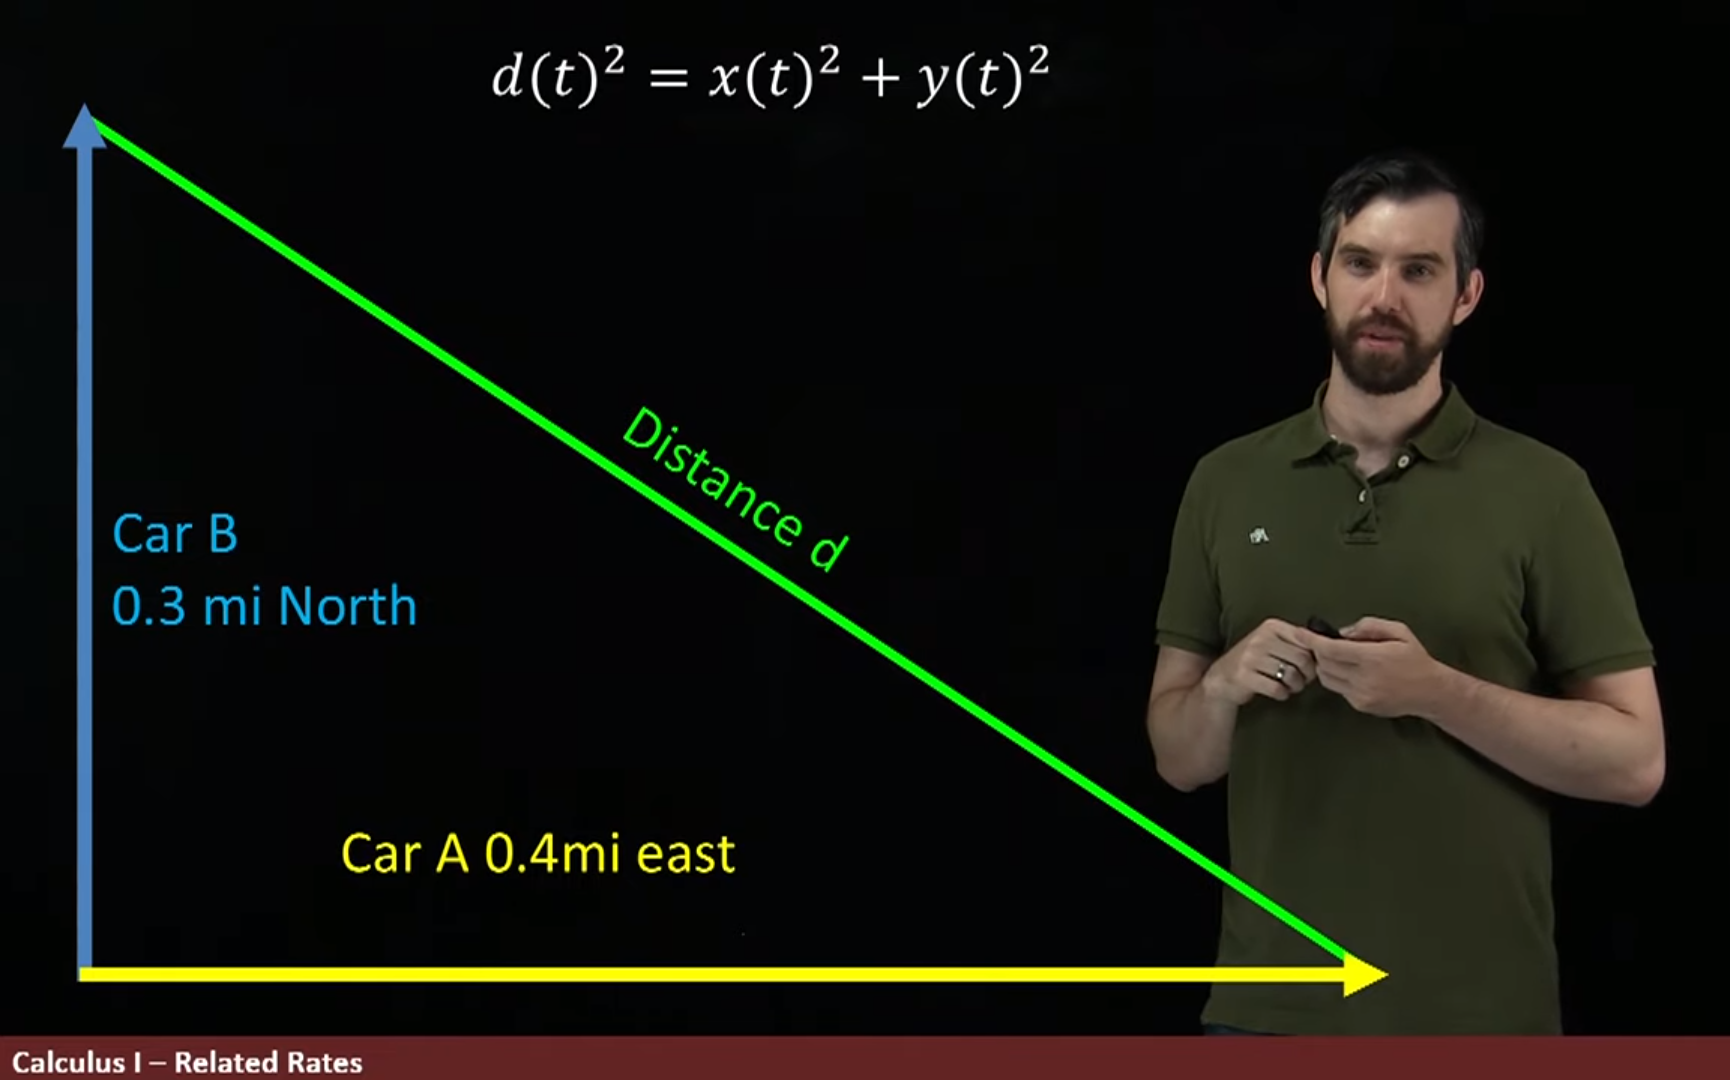 d(t)² = x(t)² + y(t)²
Distance d
Car B
0.3 mi North
Car A 0.4mi east
Calculus I – Related Rates